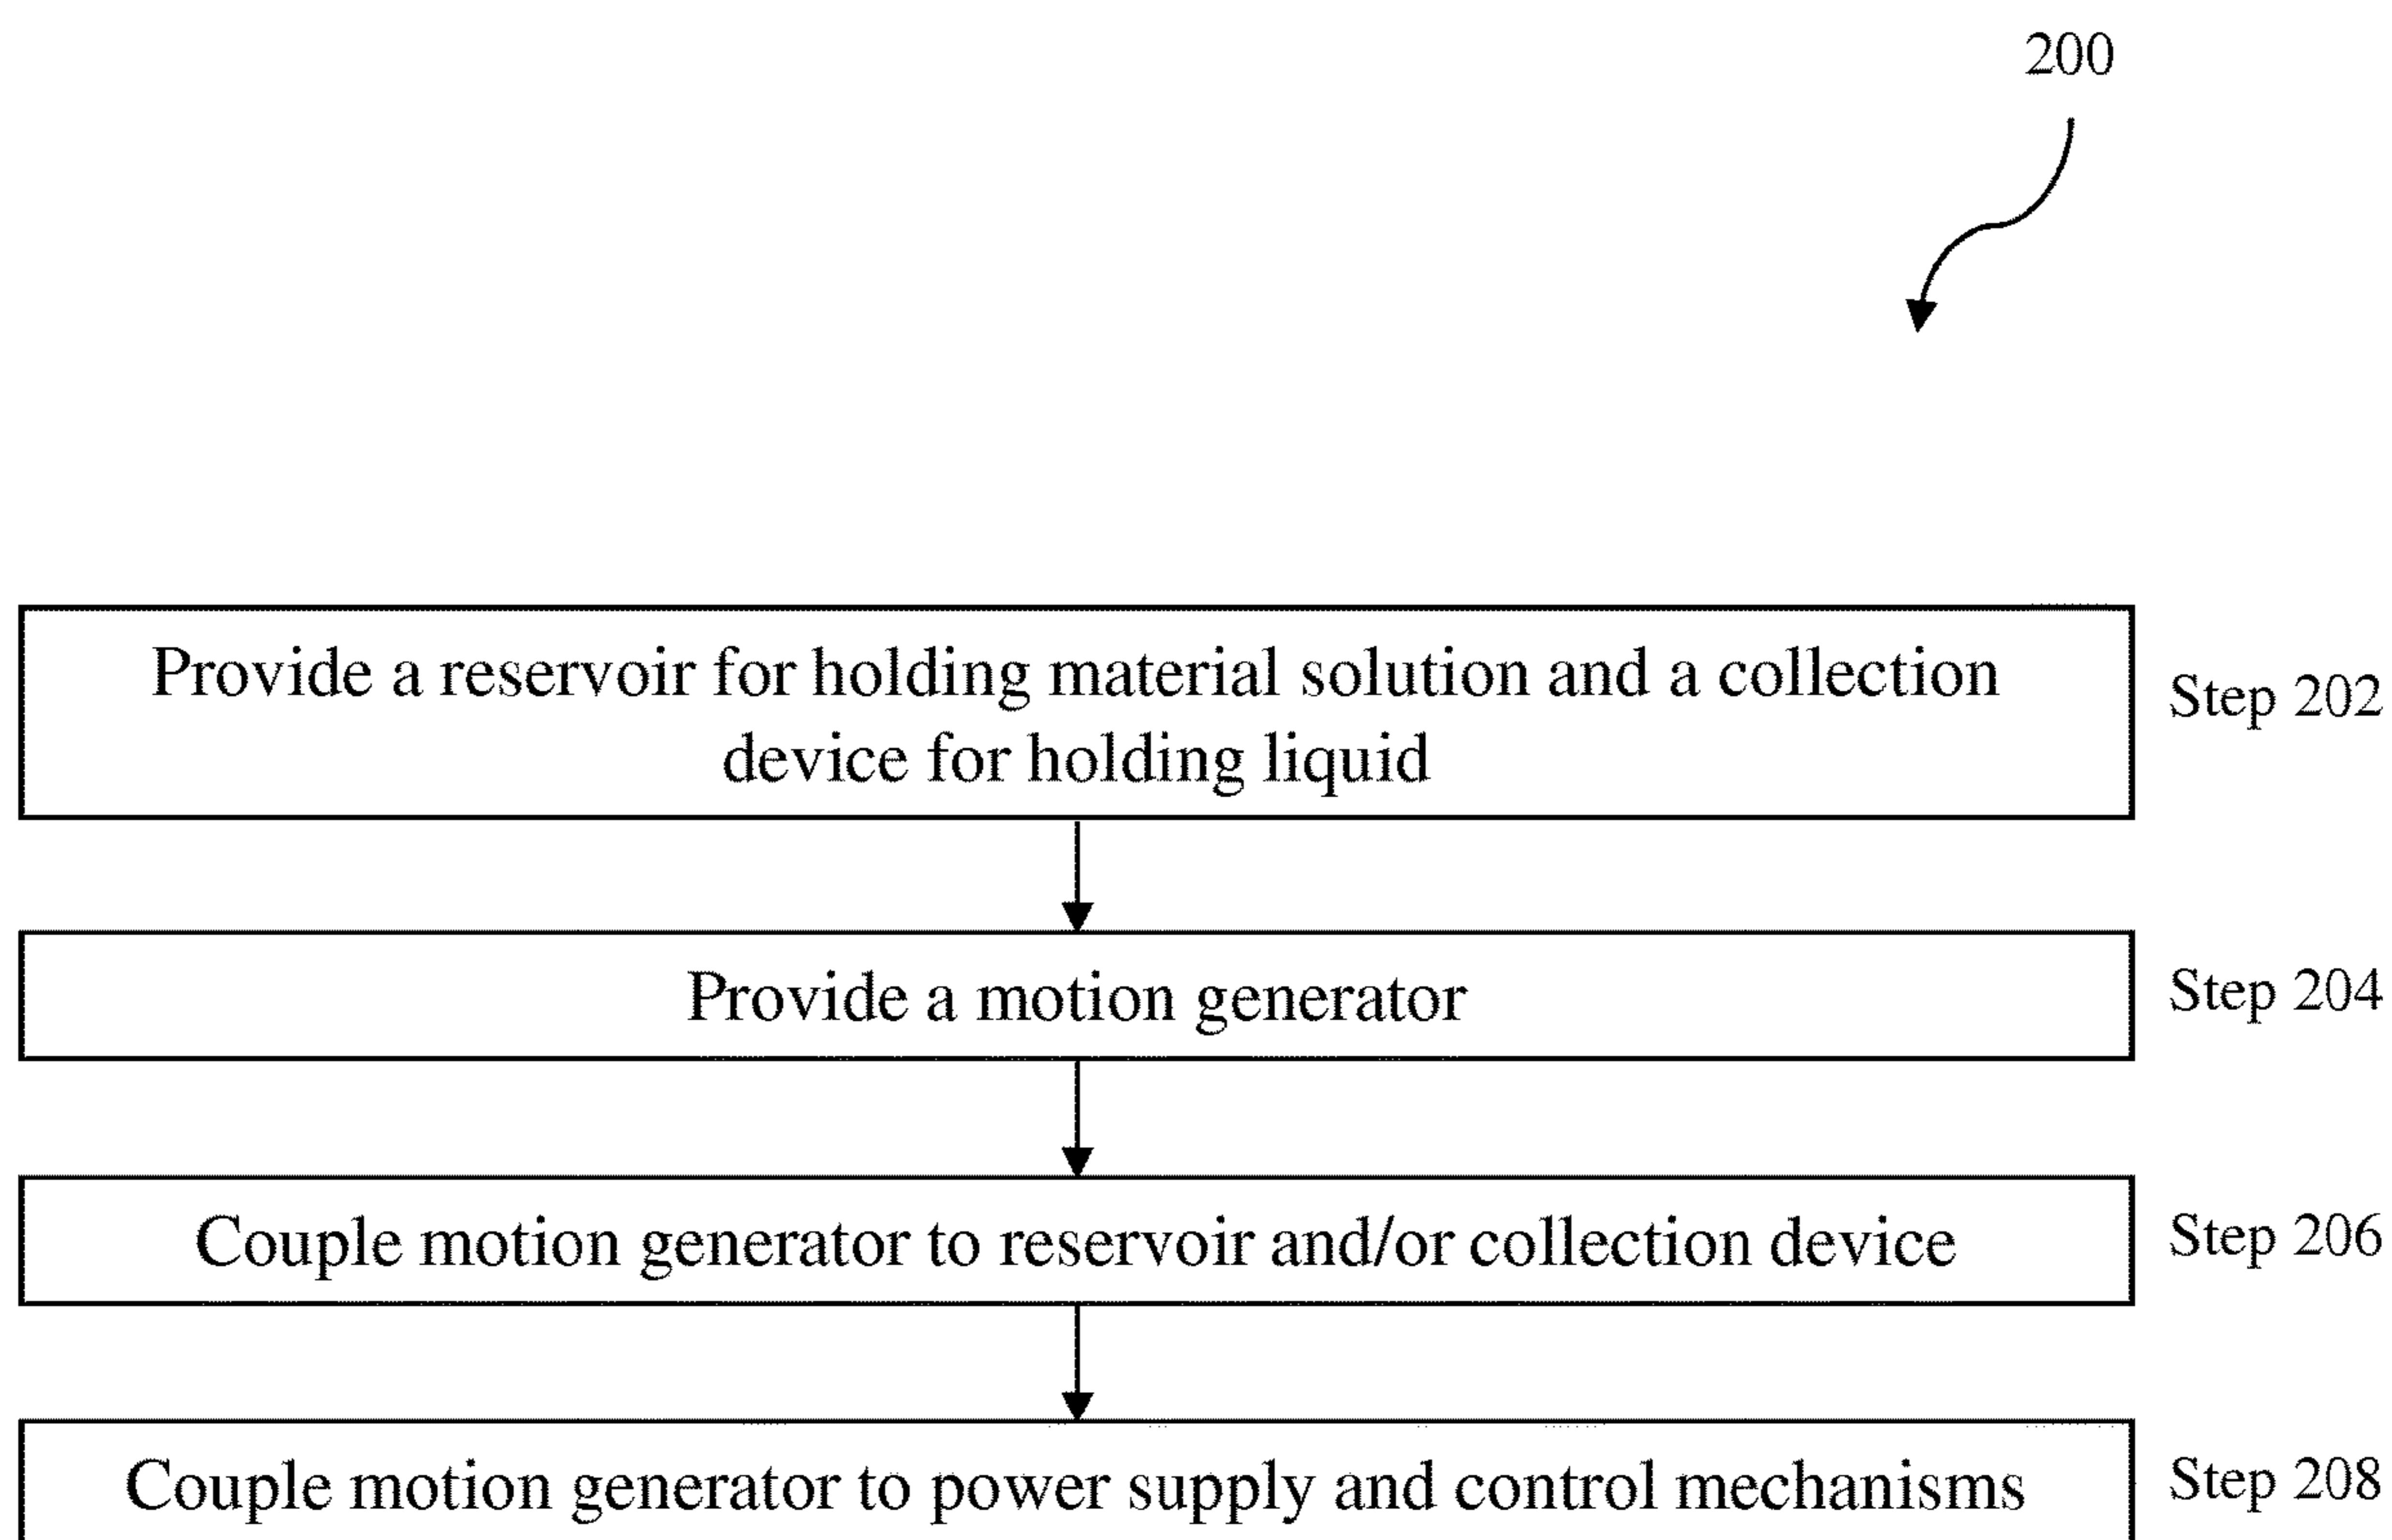 200
Provide a reservoir for holding material solution and a collection
device for holding liquid
Step 202
Provide a motion generator
Step 204
Couple motion generator to reservoir and/or collection device
Step 206
Couple motion generator to power supply and control mechanisms
Step 208